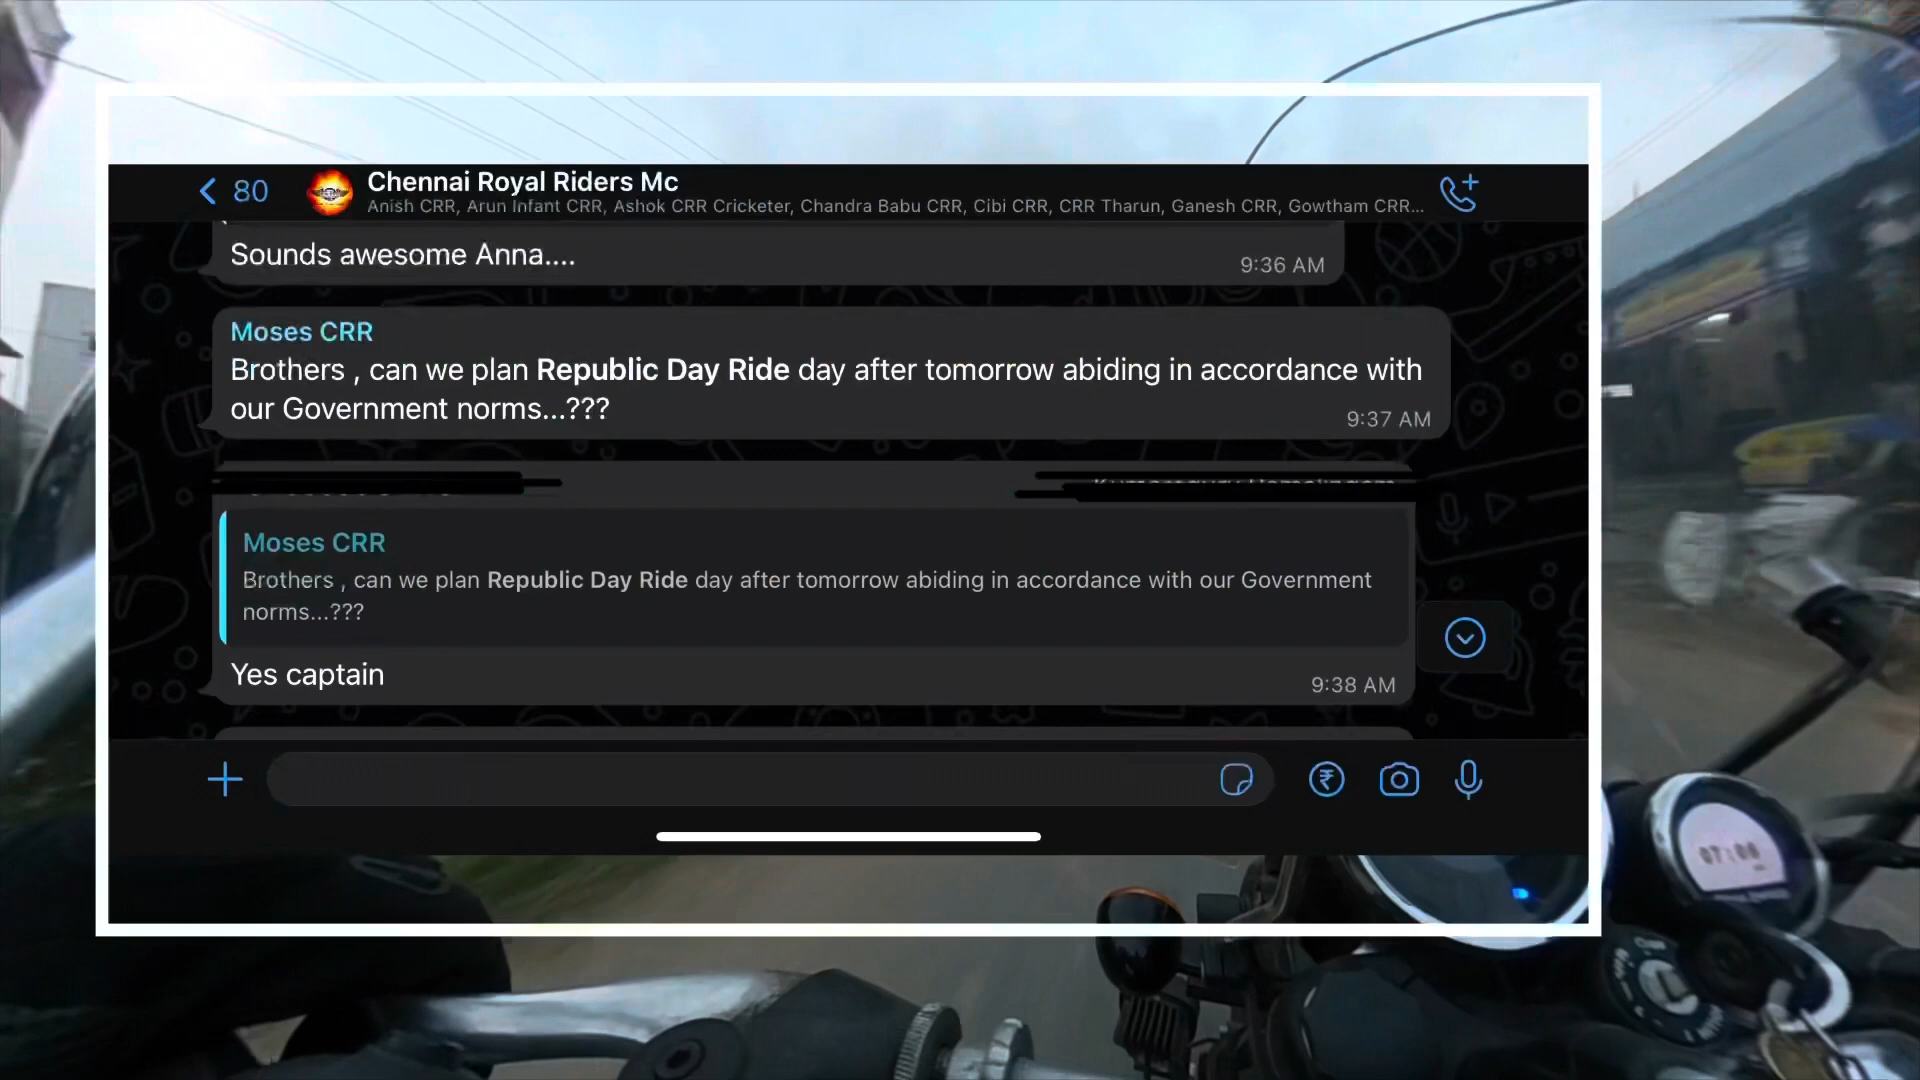 80
Chennai Royal Riders Mc
Anish CRR, Arun Infant CRR, Ashok CRR Cricketer, Chandra Babu CRR, Cibi CRR, CRR Tharun, Ganesh CRR, Gowtham CRR...
Sounds awesome Anna....
9:36 AM
Moses CRR
Brothers , can we plan Republic Day Ride day after tomorrow abiding in accordance with
our Government norms...???
9:37 AM
Moses CRR
Brothers , can we plan Republic Day Ride day after tomorrow abiding in accordance with our Government
norms...???
Yes captain
9:38 AM
07:00